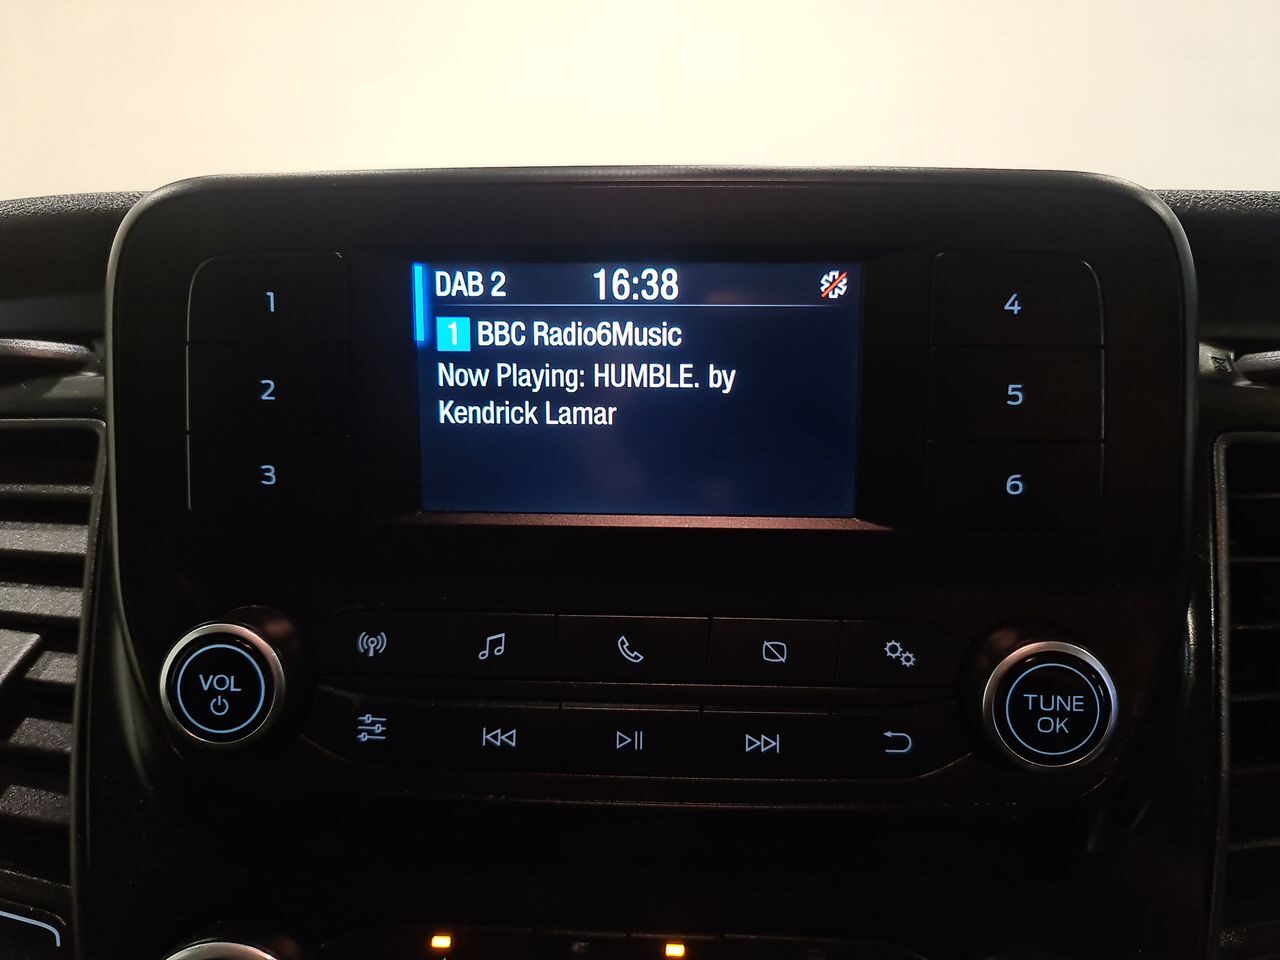 DAB 2 16:38
1 BBC Radio6Music
Now Playing: HUMBLE. by
Kendrick Lamar
1
2
3
4
5
6
VOL
TUNE
OK